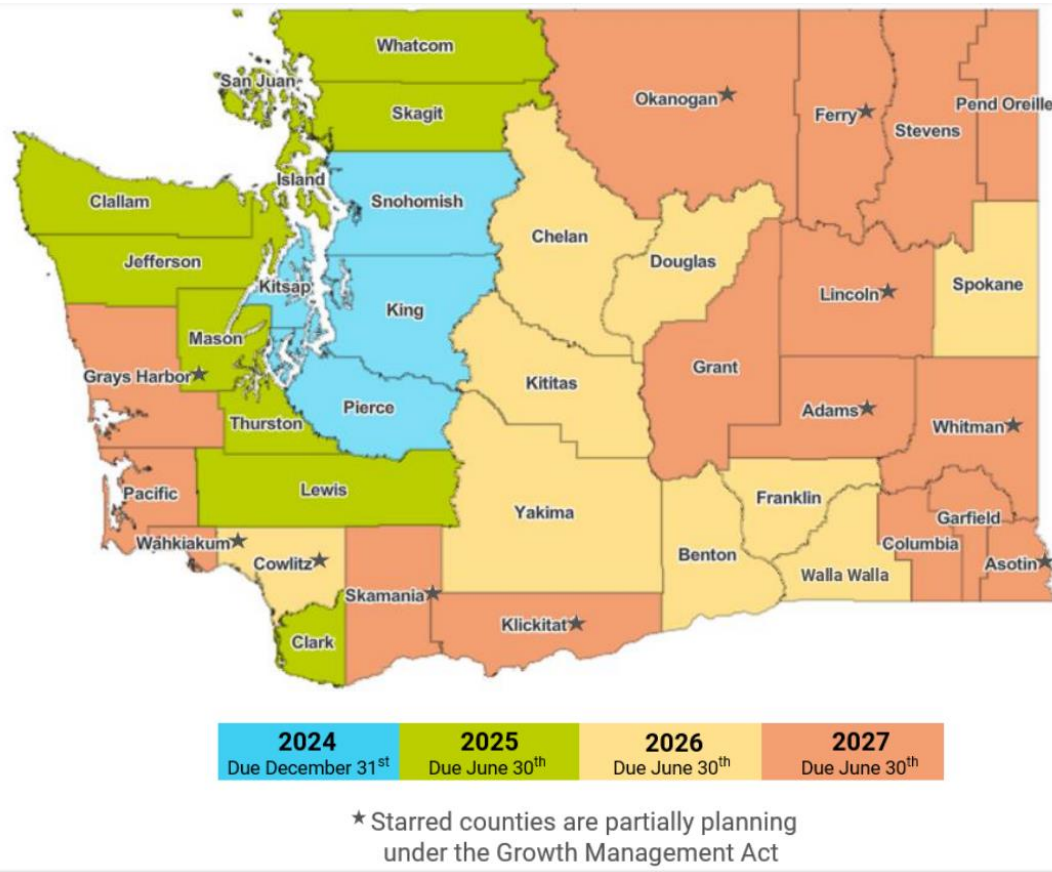 Whatcom
San Juan
Okanogan★
Pend Oreille
Skagit
Ferry★
Stevens
Island
Clallam
Snohomish
Chelan
Jefferson
Douglas
Kitsap
Lincoln★
Spokane
King
Mason
Grant
Grays Harbor★
Kititas
Pierce
Adams★
Thurston
Whitman★
Lewis
Pacific
Franklin
Yakima
Garfield
Wahkiakum★
Columbia
Benton
Cowlitz★
Asotin★
Walla Walla
Skamania★
Klickitat★
Clark
2024
Due December 31st
2025
Due June 30th
2026
Due June 30th
2027
Due June 30th
★ Starred counties are partially planning
under the Growth Management Act